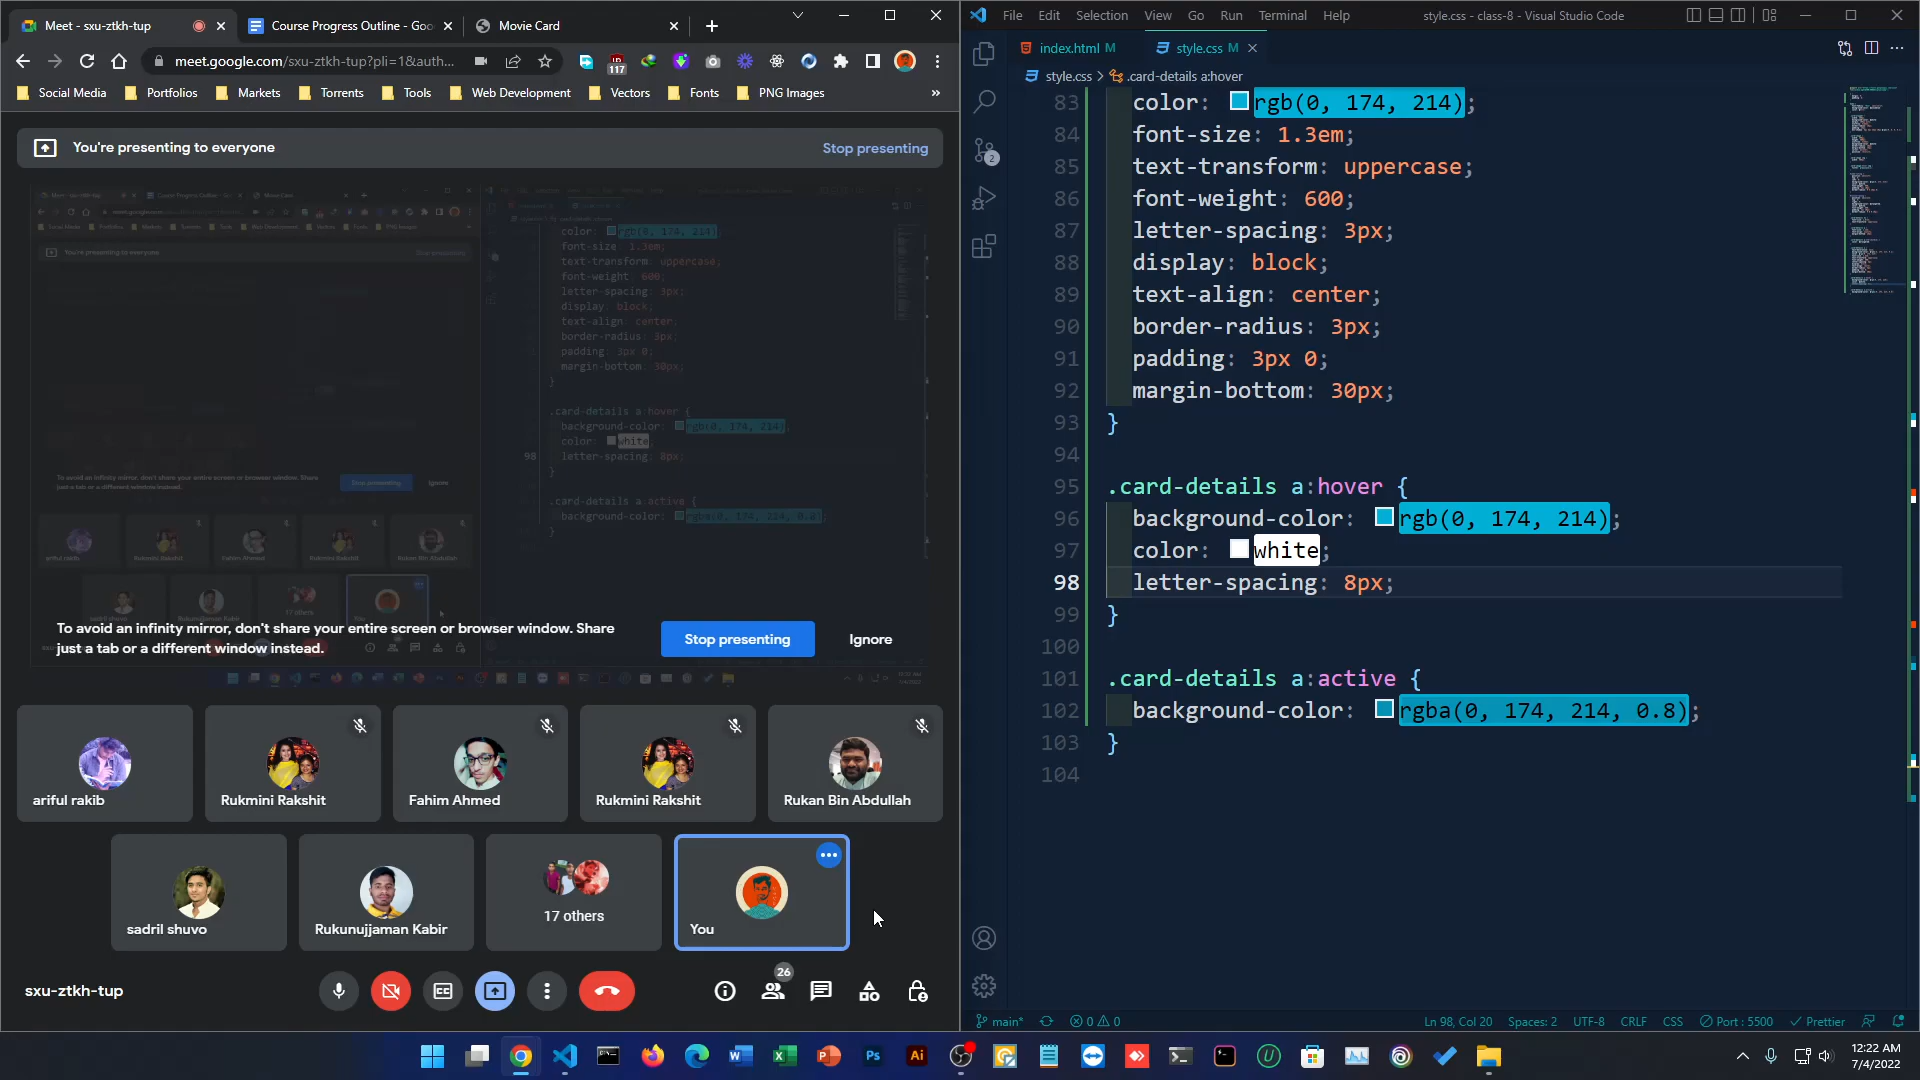 Meet - sxu-ztkh-tup
Course Progress Outline - Goo
Movie Card
meet.google.com/sxu-ztkh-tup?pli=1&auth...
117
Social Media
Portfolios
Markets
Torrents
Tools
Web Development
Vectors
Fonts
PNG Images
»
You're presenting to everyone
Stop presenting
To avoid an infinity mirror, don't share your entire screen or browser window. Share
just a tab or a different window instead.
Stop presenting
Ignore
ariful rakib
Rukmini Rakshit
Fahim Ahmed
Rukmini Rakshit
Rukan Bin Abdullah
sadril shuvo
Rukunujjaman Kabir
17 others
You
sxu-ztkh-tup
26
File
Edit
Selection
View
Go
Run
Terminal
Help
style.css - class-8 - Visual Studio Code
index.html M
style.css M
style.css > .card-details a:hover
2
83 color: rgb(0, 174, 214);
84 font-size: 1.3em;
85 text-transform: uppercase;
86 font-weight: 600;
87 letter-spacing: 3px;
88 display: block;
89 text-align: center;
90 border-radius: 3px;
91 padding: 3px 0;
92 margin-bottom: 30px;
93 }
94
95 .card-details a:hover {
96 background-color: rgb(0, 174, 214);
97 color: white;
98 letter-spacing: 8px;
99 }
100
101 .card-details a:active {
102 background-color: rgba(0, 174, 214, 0.8);
103 }
104
main*
0 0
Ln 98, Col 20
Spaces: 2
UTF-8
CRLF
CSS
Port : 5500
Prettier
12:22 AM
7/4/2022